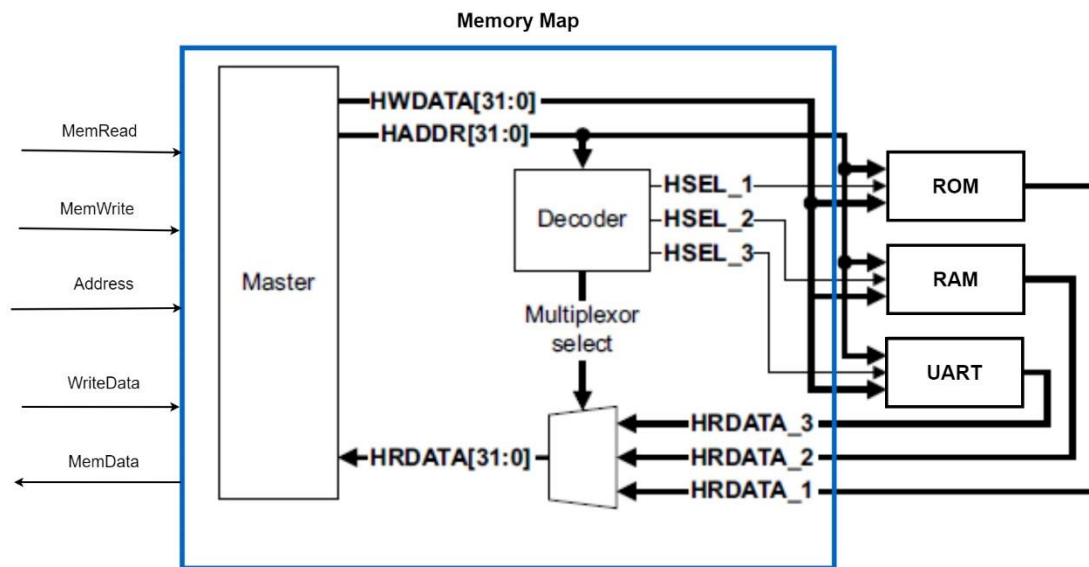 Memory Map
MemRead
MemWrite
Address
WriteData
MemData
Master
HWDATA[31:0]
HADDR[31:0]
Decoder
HSEL_1
HSEL_2
HSEL_3
Multiplexor
select
HRDATA[31:0]
HRDATA_3
HRDATA_2
HRDATA_1
ROM
RAM
UART